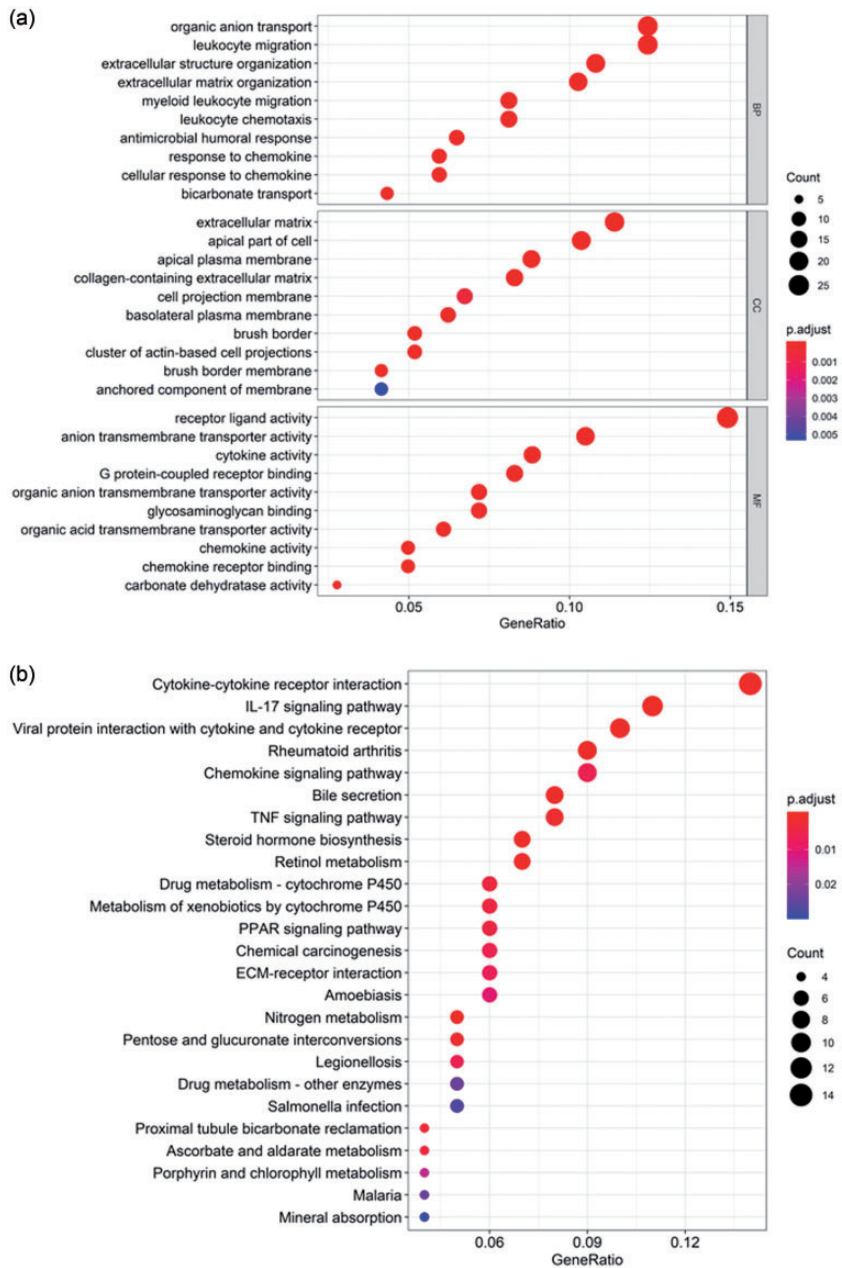 (a)
organic anion transport
leukocyte migration
extracellular structure organization
extracellular matrix organization
myeloid leukocyte migration
leukocyte chemotaxis
antimicrobial humoral response
response to chemokine
cellular response to chemokine
bicarbonate transport
BP
extracellular matrix
apical part of cell
apical plasma membrane
collagen-containing extracellular matrix
cell projection membrane
basolateral plasma membrane
brush border
cluster of actin-based cell projections
brush border membrane
anchored component of membrane
CC
receptor ligand activity
anion transmembrane transporter activity
cytokine activity
G protein-coupled receptor binding
organic anion transmembrane transporter activity
glycosaminoglycan binding
organic acid transmembrane transporter activity
chemokine activity
chemokine receptor binding
carbonate dehydratase activity
MF
0.05 0.10 0.15
GeneRatio
Count
5
10
15
20
25
p.adjust
0.001
0.002
0.003
0.004
0.005
(b)
Cytokine-cytokine receptor interaction
IL-17 signaling pathway
Viral protein interaction with cytokine and cytokine receptor
Rheumatoid arthritis
Chemokine signaling pathway
Bile secretion
TNF signaling pathway
Steroid hormone biosynthesis
Retinol metabolism
Drug metabolism - cytochrome P450
Metabolism of xenobiotics by cytochrome P450
PPAR signaling pathway
Chemical carcinogenesis
ECM-receptor interaction
Amoebiasis
Nitrogen metabolism
Pentose and glucuronate interconversions
Legionellosis
Drug metabolism - other enzymes
Salmonella infection
Proximal tubule bicarbonate reclamation
Ascorbate and aldarate metabolism
Porphyrin and chlorophyll metabolism
Malaria
Mineral absorption
0.06 0.09 0.12
GeneRatio
p.adjust
0.01
0.02
Count
4
6
8
10
12
14